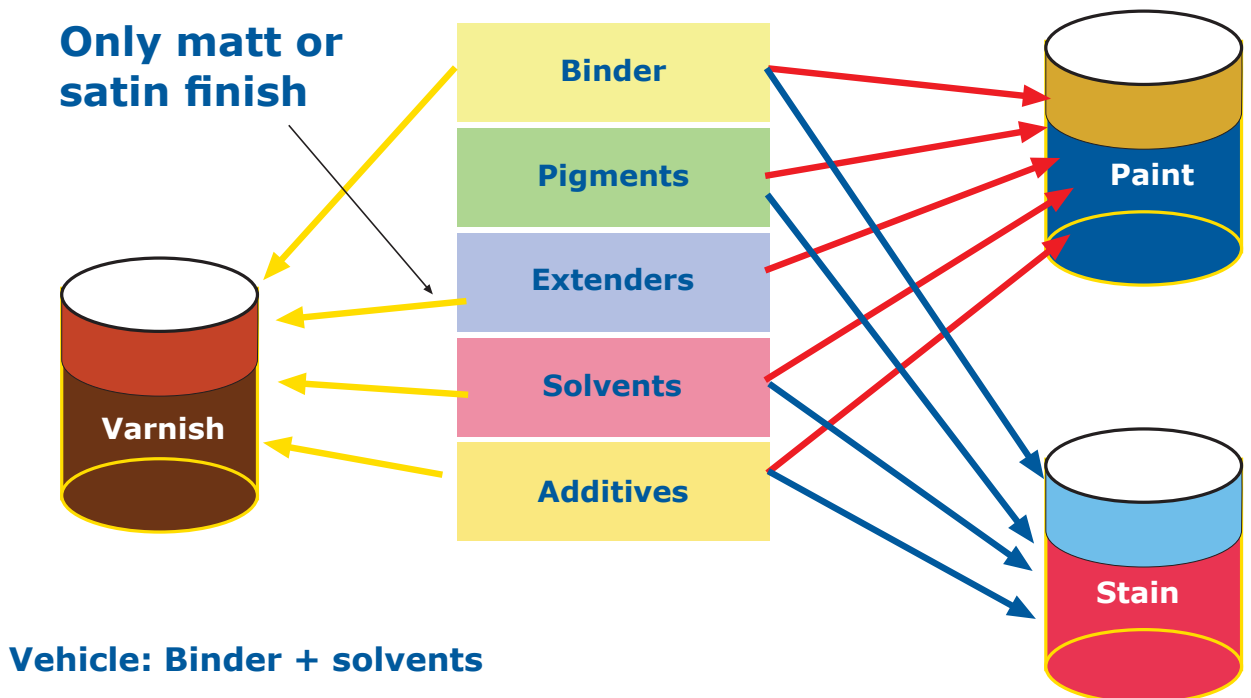 Only matt or
satin finish
Binder
Pigments
Extenders
Solvents
Additives
Paint
Varnish
Stain
Vehicle: Binder + solvents